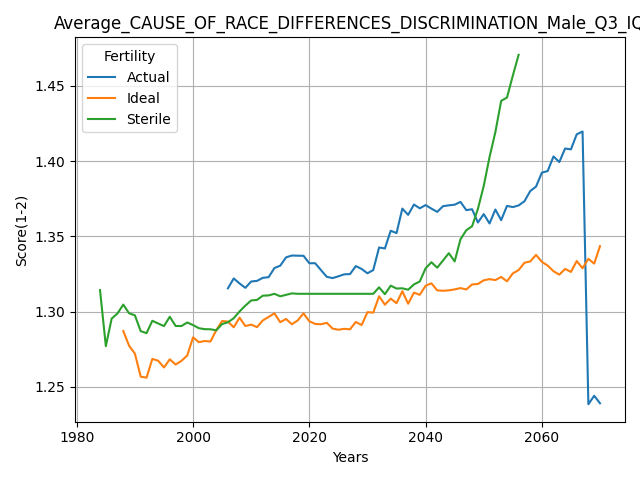 Average_CAUSE_OF_RACE_DIFFERENCES_DISCRIMINATION_Male_Q3_IQ
Fertility
Actual
Ideal
Sterile
Score(1-2)
1.45
1.40
1.35
1.30
1.25
1980 2000 2020 2040 2060
Years